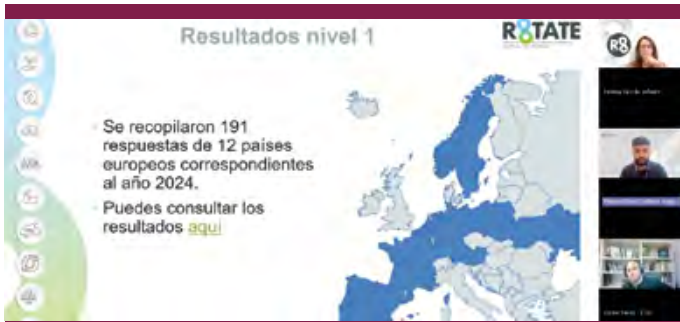 Resultados nivel 1
R TATE
R
Se recopilaron 191
respuestas de 12 países
europeos correspondientes
al año 2024.
Puedes consultar los
resultados aquí